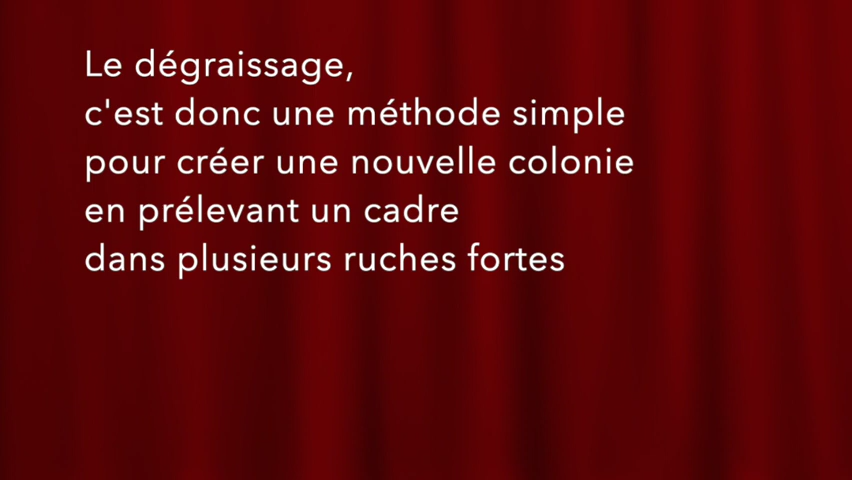 Le dégraissage,
c'est donc une méthode simple
pour créer une nouvelle colonie
en prélevant un cadre
dans plusieurs ruches fortes